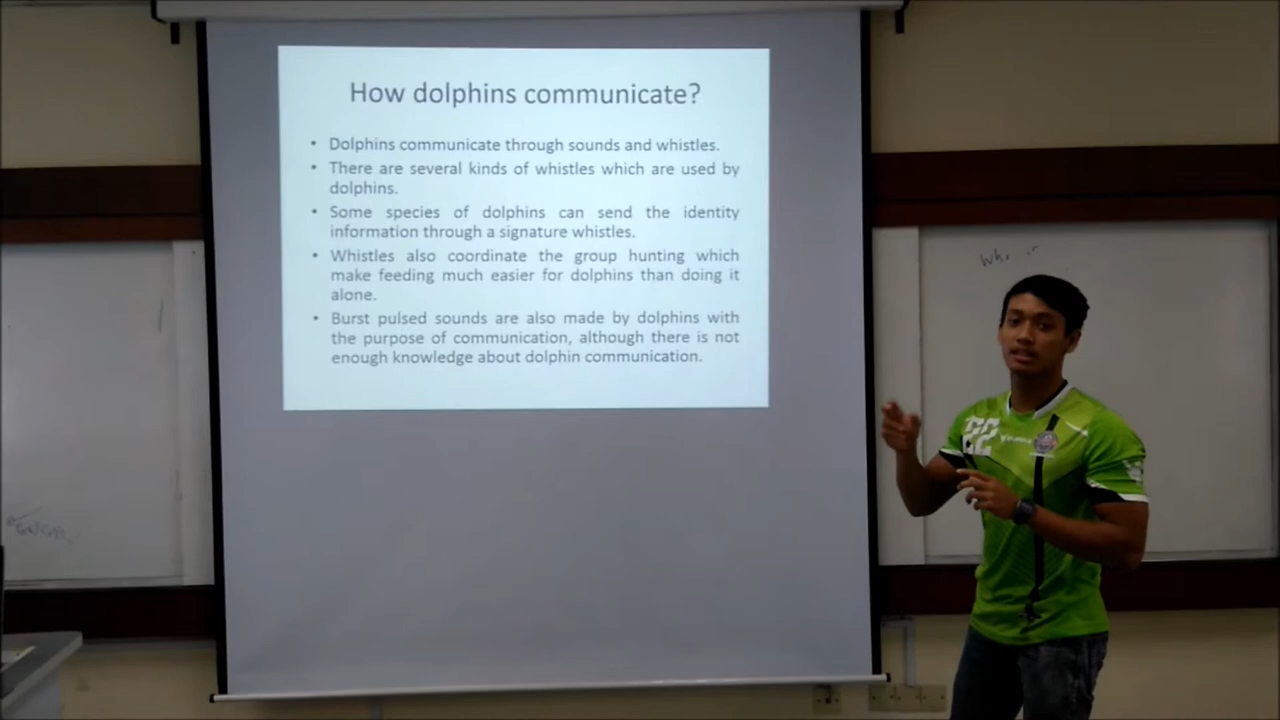 How dolphins communicate?
• Dolphins communicate through sounds and whistles.
• There are several kinds of whistles which are used by
dolphins.
• Some species of dolphins can send the identity
information through a signature whistles.
• Whistles also coordinate the group hunting which
make feeding much easier for dolphins than doing it
alone.
• Burst pulsed sounds are also made by dolphins with
the purpose of communication, although there is not
enough knowledge about dolphin communication.